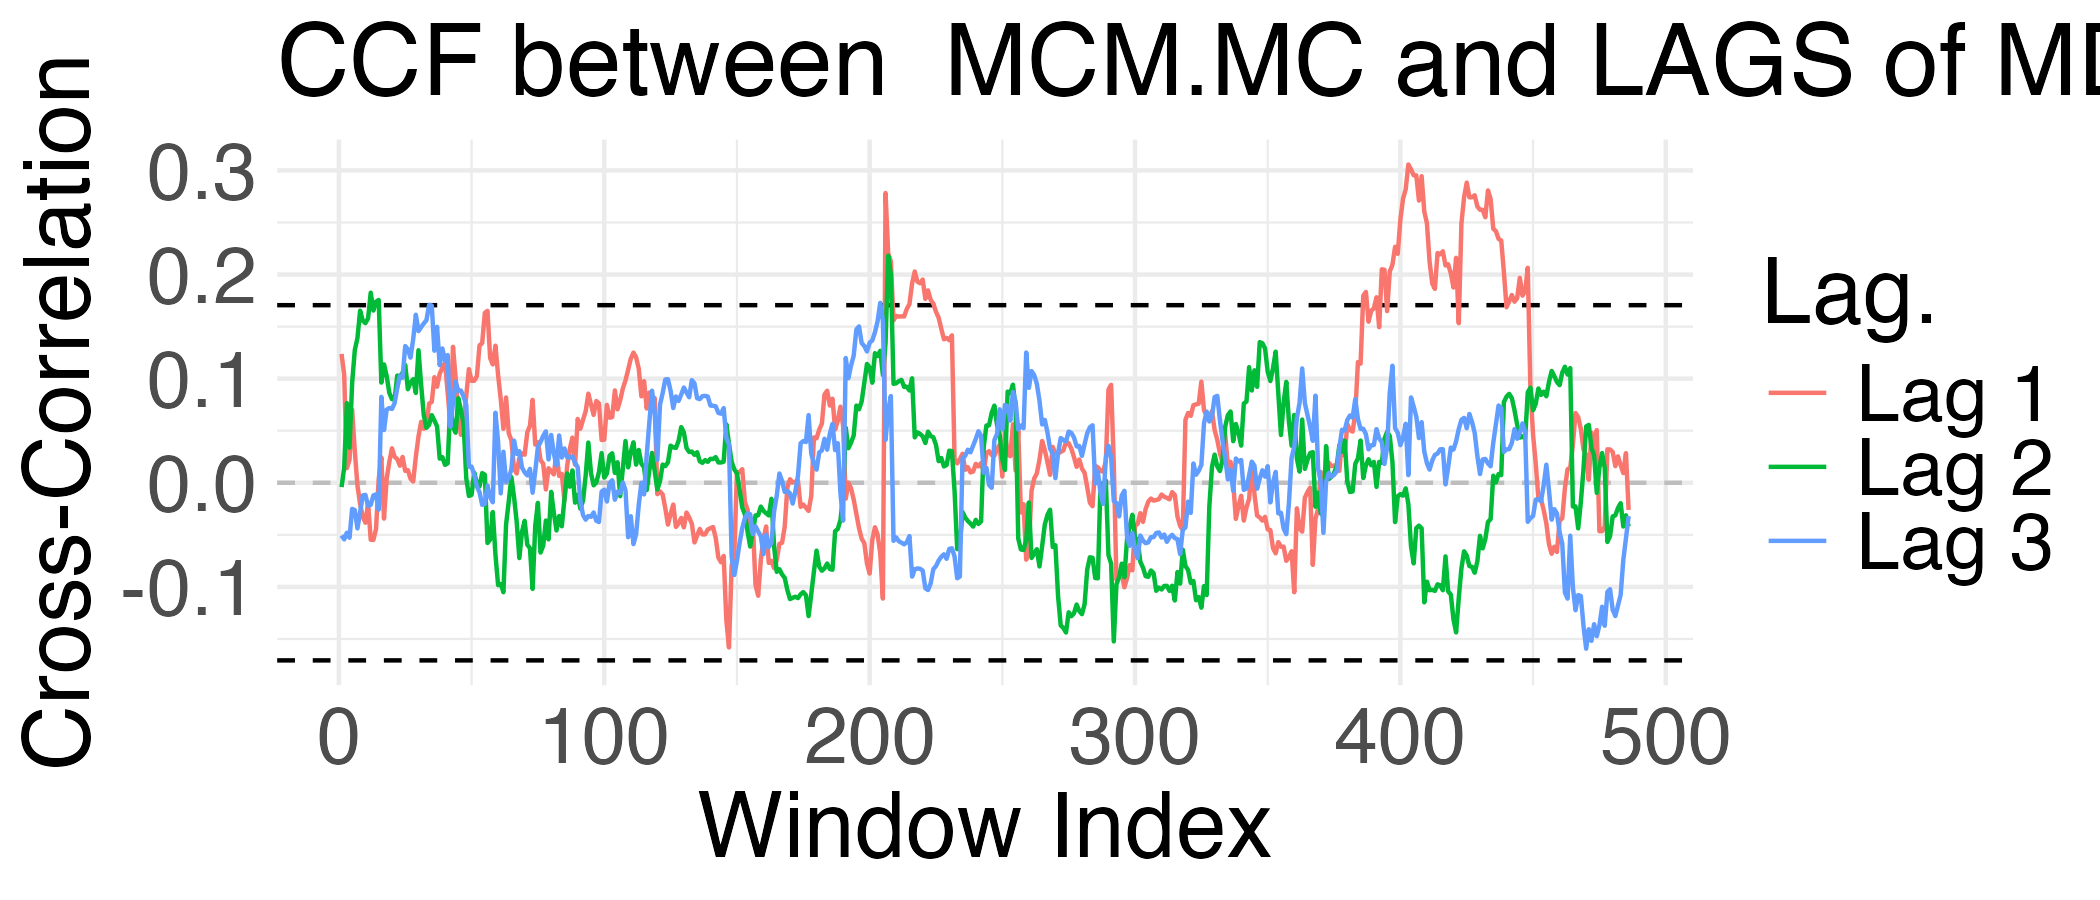 CCF between  MCM.MC and LAGS of
Cross-Correlation
0.3
0.2
0.1
0.0
-0.1
0
100
200
300
400
500
Window Index
Lag.
Lag 1
Lag 2
Lag 3